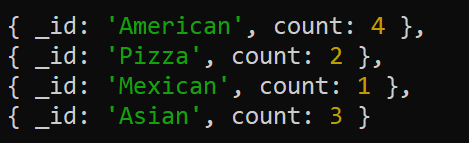 { _id: 'American', count: 4 },
{ _id: 'Pizza', count: 2 },
{ _id: 'Mexican', count: 1 },
{ _id: 'Asian', count: 3 }